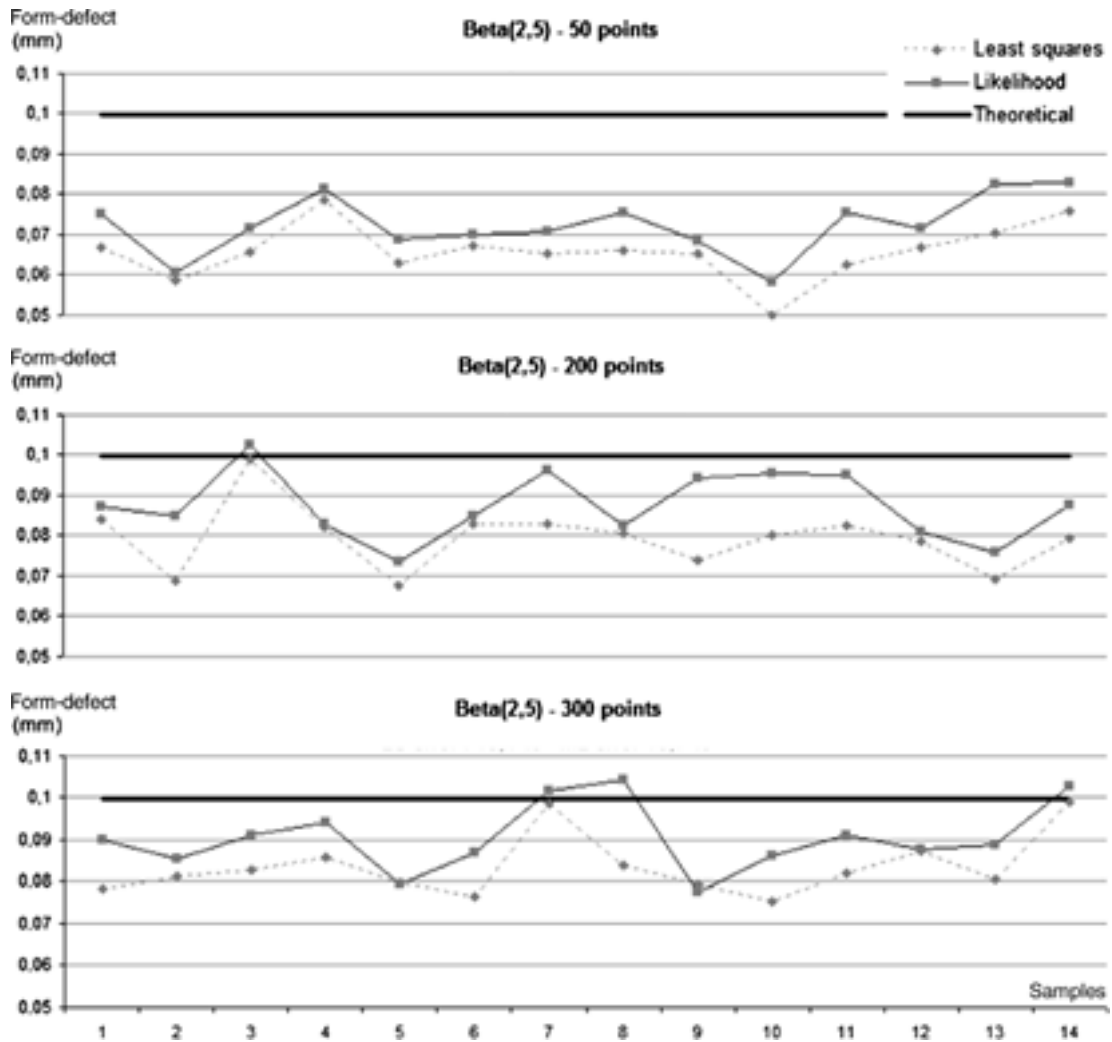 Form-defect
(mm)
Beta(2,5) - 50 points
Least squares
Likelihood
Theoretical
0,11
0,1
0,09
0,08
0,07
0,06
0,05
Form-defect
(mm)
Beta(2,5) - 200 points
0,11
0,1
0,09
0,08
0,07
0,06
0,05
Form-defect
(mm)
Beta(2,5) - 300 points
0,11
0,1
0,09
0,08
0,07
0,06
0,05
Samples
1 2 3 4 5 6 7 8 9 10 11 12 13 14